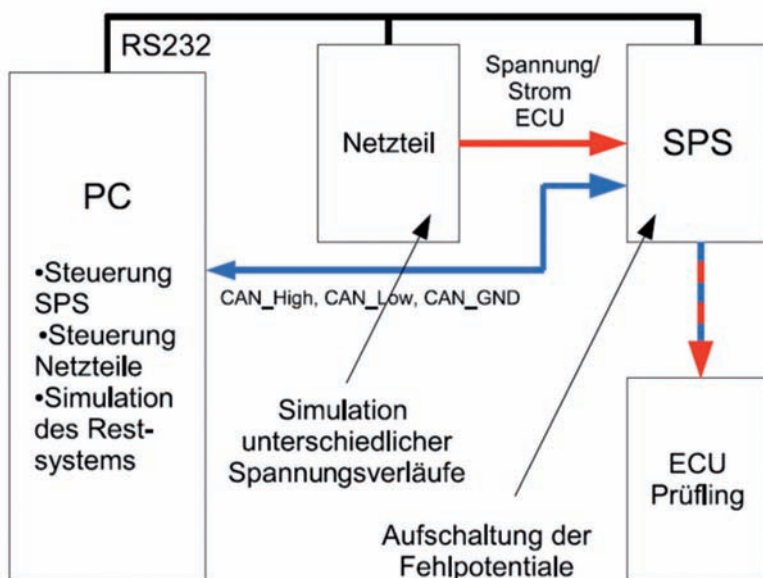 RS232
PC
•Steuerung
SPS
•Steuerung
Netzteile
•Simulation
des Rest-
systems
Netzteil
Spannung/
Strom
ECU
SPS
CAN_High, CAN_Low, CAN_GND
Simulation
unterschiedlicher
Spannungsverläufe
Aufschaltung der
Fehlpotentiale
ECU
Prüfling